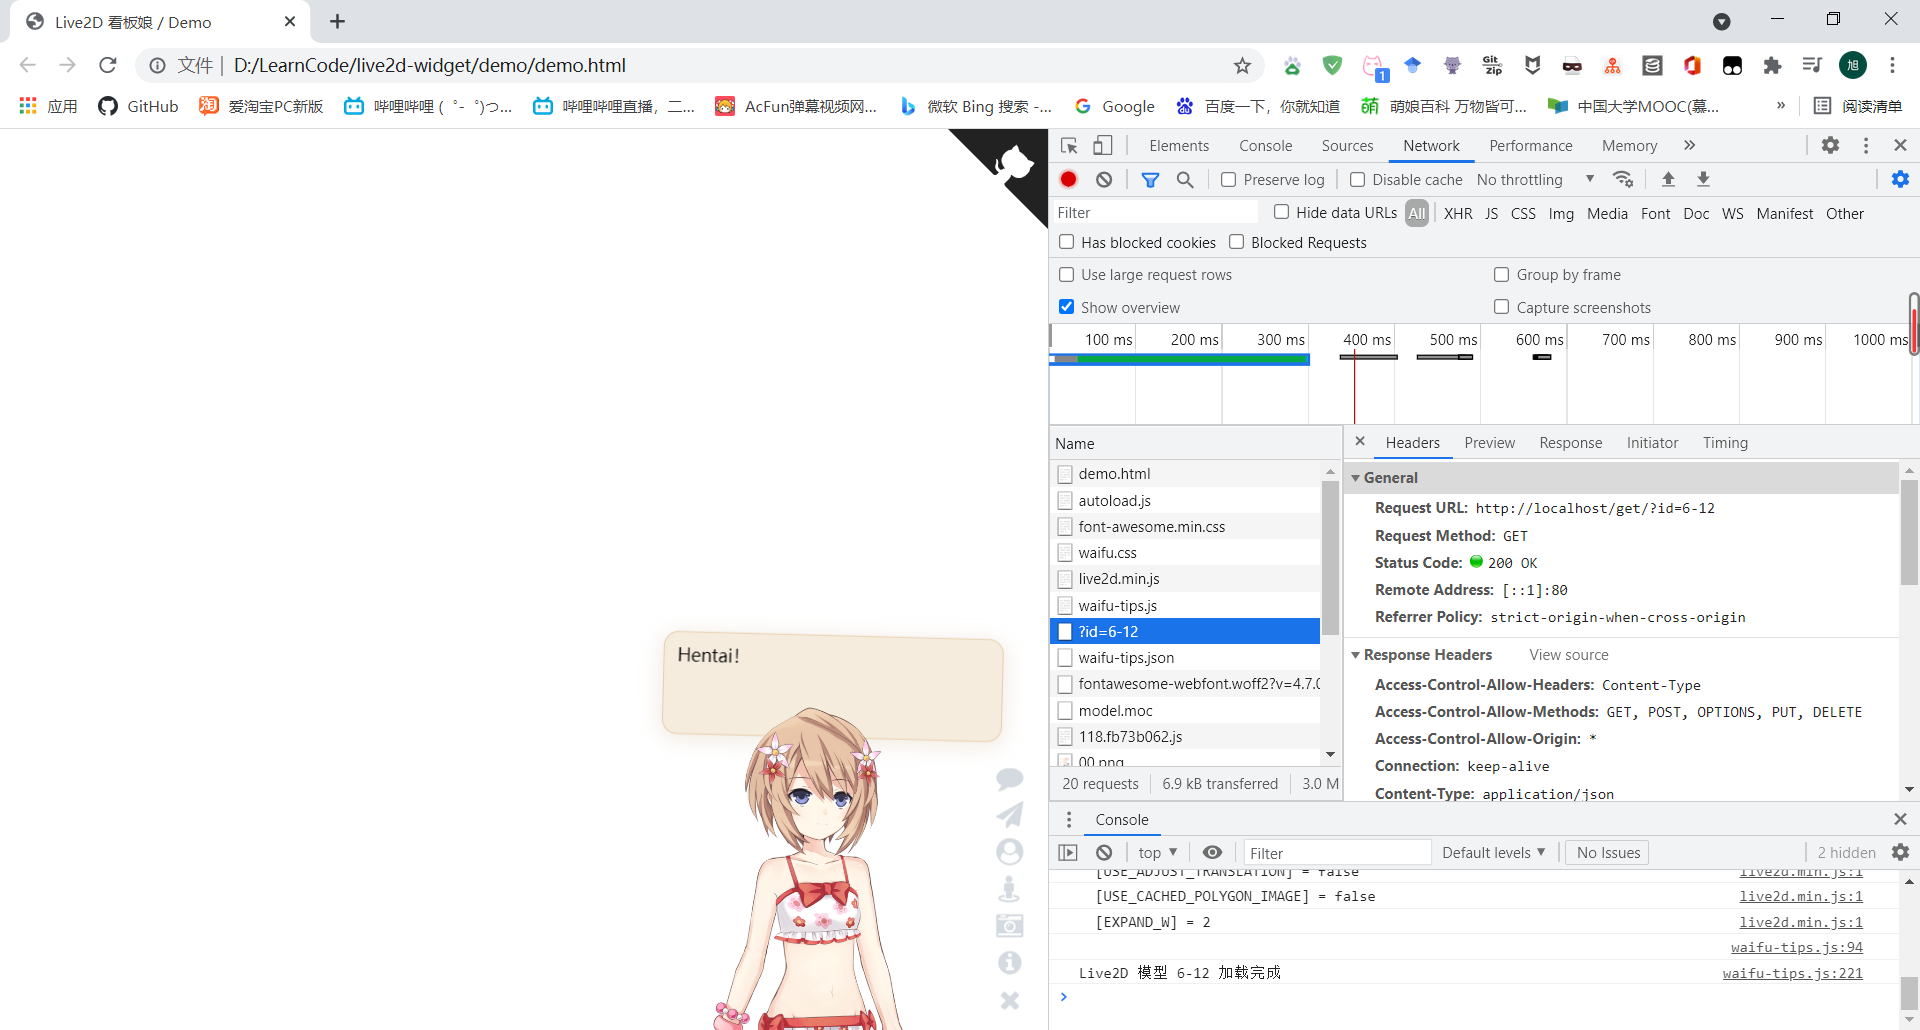 Live2D 看板娘 / Demo
文件 | D:/LearnCode/live2d-widget/demo/demo.html
Git Zip
1
旭
应用
GitHub
爱淘宝PC新版
哔哩哔哩 ( ゜- ゜)つ...
哔哩哔哩直播，二...
AcFun弹幕视频网...
微软 Bing 搜索 -...
Google
百度一下，你就知道
萌娘百科 万物皆可...
中国大学MOOC(慕...
»
阅读清单
Elements Console Sources Network Performance Memory »
Preserve log Disable cache No throttling
Filter Hide data URLs All XHR JS CSS Img Media Font Doc WS Manifest Other
Has blocked cookies Blocked Requests
Use large request rows Group by frame
Show overview Capture screenshots
100 ms 200 ms 300 ms 400 ms 500 ms 600 ms 700 ms 800 ms 900 ms 1000 ms
Name
demo.html
autoload.js
font-awesome.min.css
waifu.css
live2d.min.js
waifu-tips.js
?id=6-12
waifu-tips.json
fontawesome-webfont.woff2?v=4.7.0
model.moc
118.fb73b062.js
00.png
20 requests 6.9 kB transferred 3.0 M
Headers Preview Response Initiator Timing
General
Request URL: http://localhost/get/?id=6-12
Request Method: GET
Status Code: 200 OK
Remote Address: [::1]:80
Referrer Policy: strict-origin-when-cross-origin
Response Headers View source
Access-Control-Allow-Headers: Content-Type
Access-Control-Allow-Methods: GET, POST, OPTIONS, PUT, DELETE
Access-Control-Allow-Origin: *
Connection: keep-alive
Content-Type: application/json
Hentai!
Console
top Filter Default levels No Issues 2 hidden
[USE_ADJUST_TRANSLATION] = false live2d.min.js:1
[USE_CACHED_POLYGON_IMAGE] = false live2d.min.js:1
[EXPAND_W] = 2 live2d.min.js:1
waifu-tips.js:94
Live2D 模型 6-12 加载完成 waifu-tips.js:221